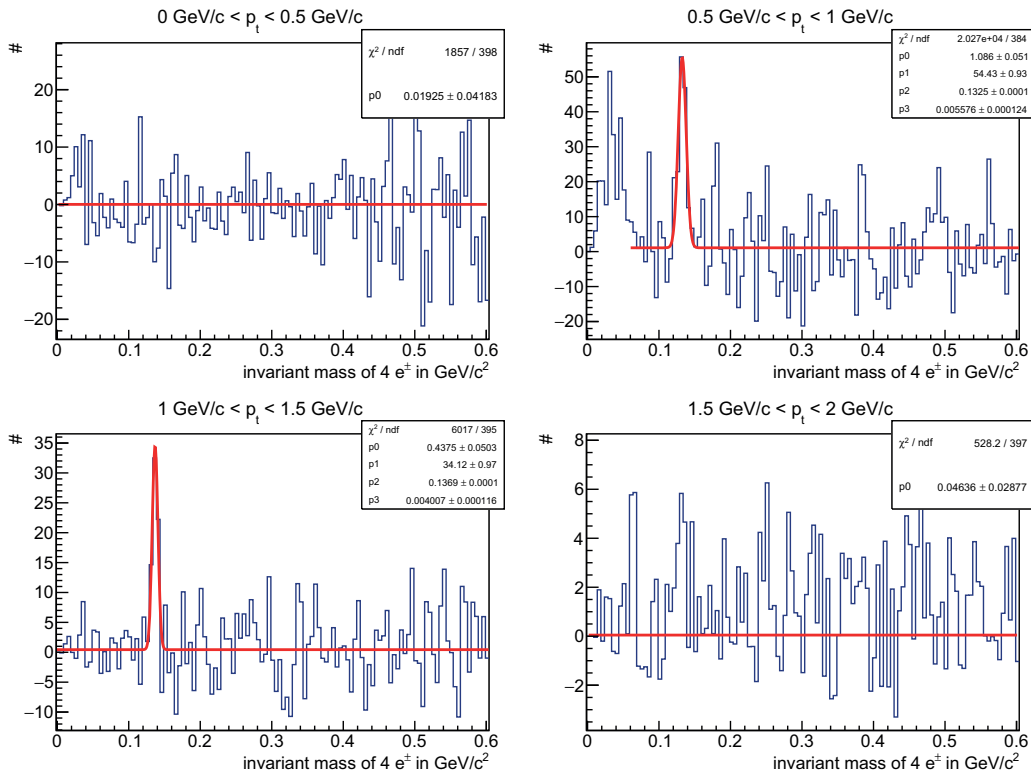 0 GeV/c < pt < 0.5 GeV/c
#
χ² / ndf 1857 / 398
p0 0.01925 ± 0.04183
20
10
0
−10
−20
0 0.1 0.2 0.3 0.4 0.5 0.6
invariant mass of 4 e± in GeV/c²
0.5 GeV/c < pt < 1 GeV/c
#
χ² / ndf 2.027e+04 / 384
p0 1.086 ± 0.051
p1 54.43 ± 0.93
p2 0.1325 ± 0.0001
p3 0.005576 ± 0.000124
50
40
30
20
10
0
−10
−20
0 0.1 0.2 0.3 0.4 0.5 0.6
invariant mass of 4 e± in GeV/c²
1 GeV/c < pt < 1.5 GeV/c
#
χ² / ndf 6017 / 395
p0 0.4375 ± 0.0503
p1 34.12 ± 0.97
p2 0.1369 ± 0.0001
p3 0.004007 ± 0.000116
35
30
25
20
15
10
5
0
−5
−10
0 0.1 0.2 0.3 0.4 0.5 0.6
invariant mass of 4 e± in GeV/c²
1.5 GeV/c < pt < 2 GeV/c
#
χ² / ndf 528.2 / 397
p0 0.04636 ± 0.02877
8
6
4
2
0
−2
0 0.1 0.2 0.3 0.4 0.5 0.6
invariant mass of 4 e± in GeV/c²